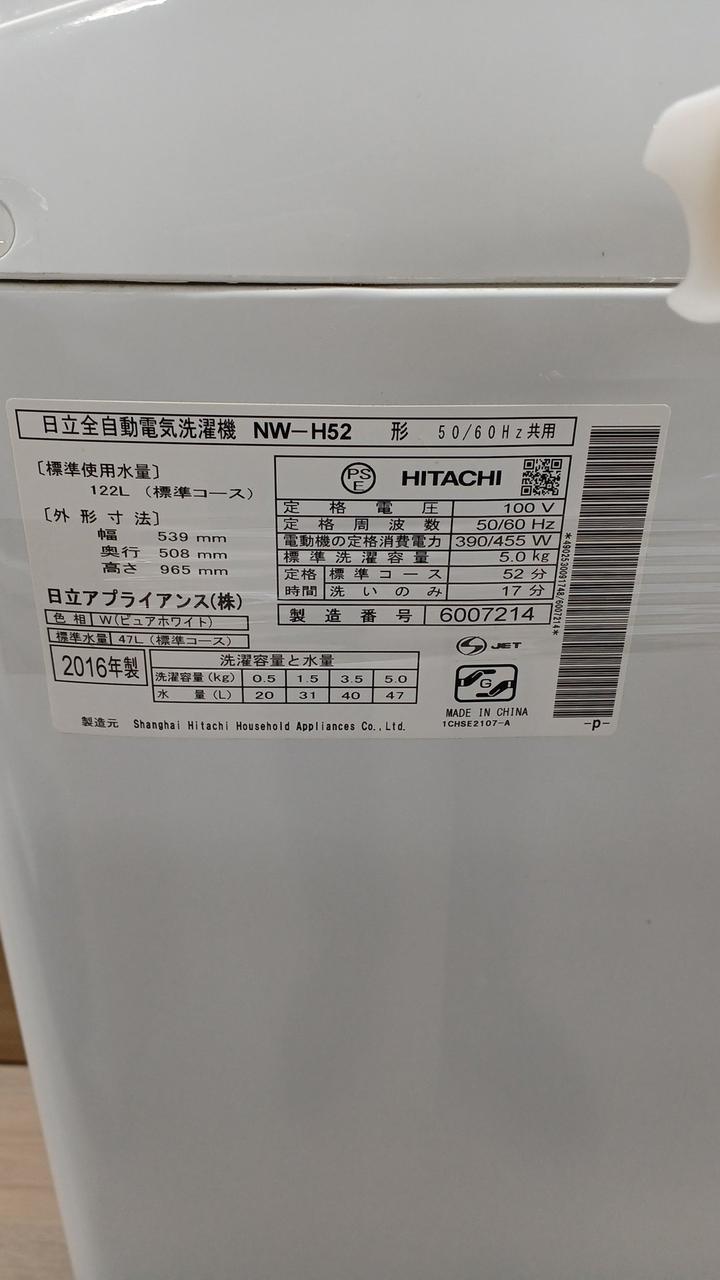 日立全自動電気洗濯機 NW-H52 形 50/60Hz共用
〔標準使用水量〕
122L （標準コース）
〔外形寸法〕
幅 539 mm
奥行 508 mm
高さ 965 mm
日立アプライアンス(株)
色相 W(ピュアホワイト)
標準水量 47L (標準コース)
2016年製
PS
E
HITACHI
定格電圧 100 V
定格周波数 50/60 Hz
電動機の定格消費電力 390/455 W
標準洗濯容量 5.0 kg
定格時間 標準コース 52 分
洗いのみ 17 分
製造番号 6007214
洗濯容量と水量
洗濯容量(kg) 0.5 1.5 3.5 5.0
水量(L) 20 31 40 47
JET
G
MADE IN CHINA
1CHSE2107-A
製造元 Shanghai Hitachi Household Appliances Co.,Ltd.
*4902530091748/6007214*
-p-